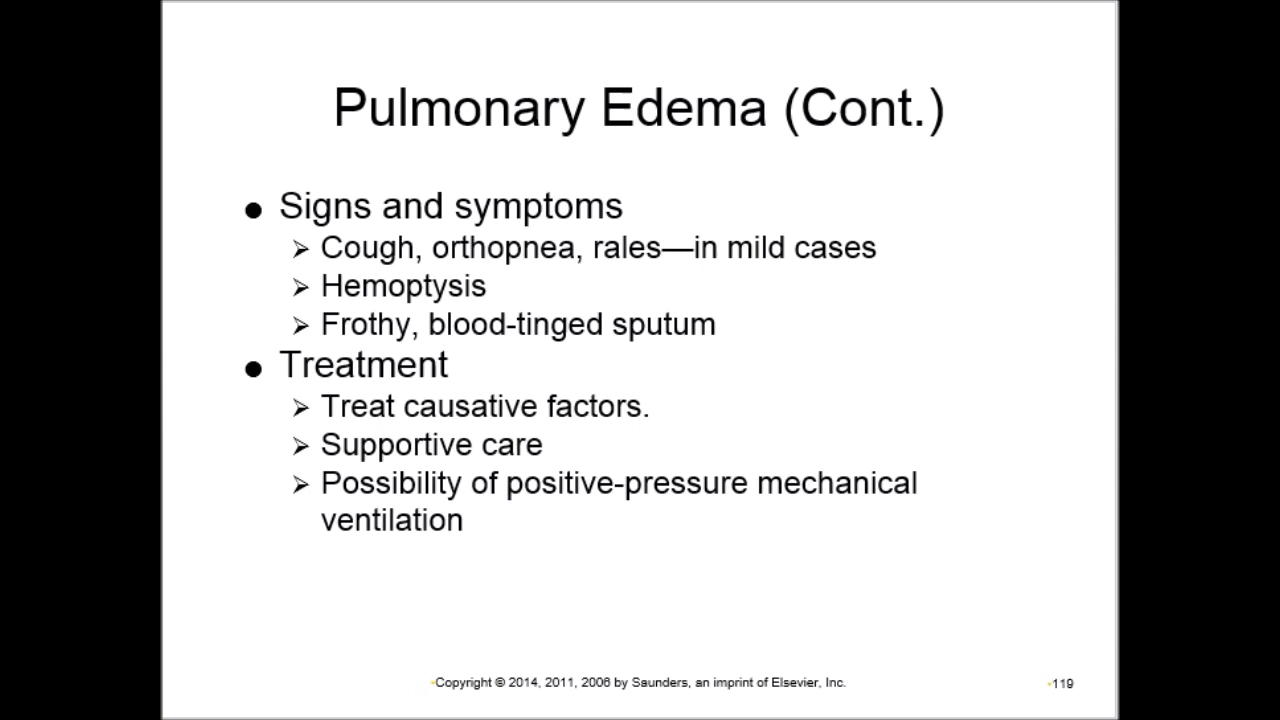 Pulmonary Edema (Cont.)
● Signs and symptoms
➢ Cough, orthopnea, rales—in mild cases
➢ Hemoptysis
➢ Frothy, blood-tinged sputum
● Treatment
➢ Treat causative factors.
➢ Supportive care
➢ Possibility of positive-pressure mechanical
ventilation
Copyright © 2014, 2011, 2006 by Saunders, an imprint of Elsevier, Inc.
119